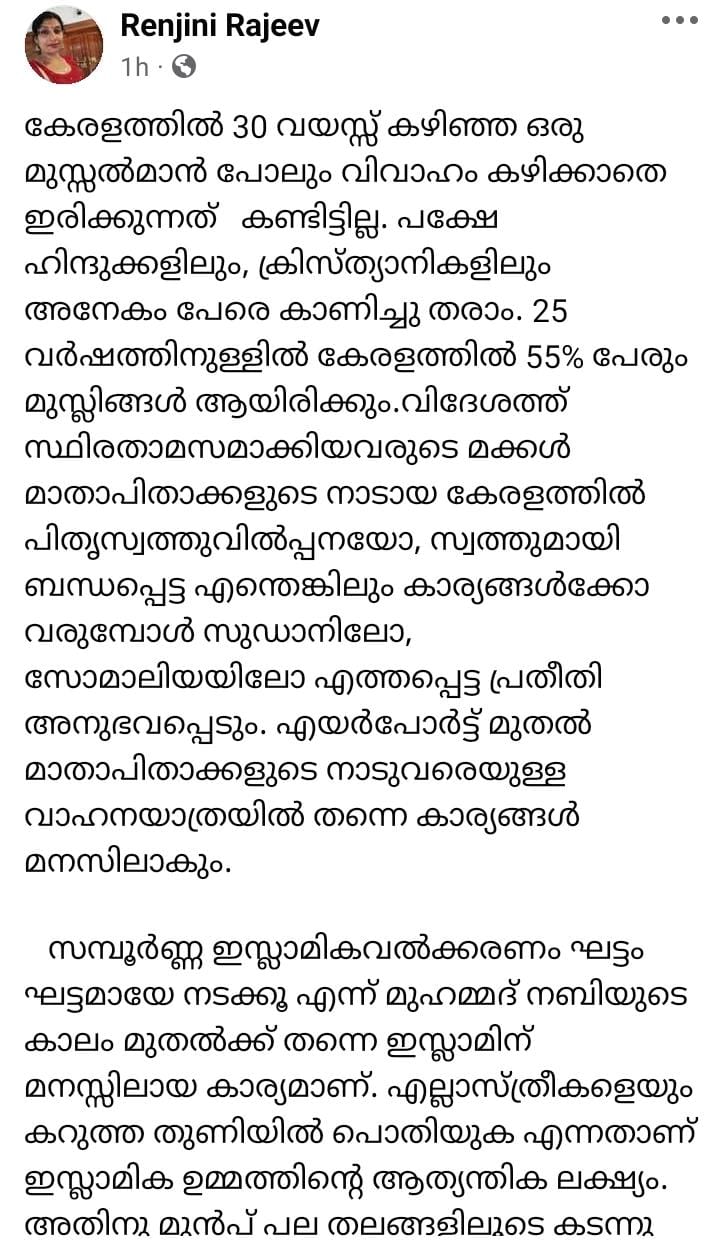 Renjini Rajeev
1h ·
കേരളത്തിൽ 30 വയസ്സ് കഴിഞ്ഞ ഒരു
മുസ്സൽമാൻ പോലും വിവാഹം കഴിക്കാതെ
ഇരിക്കുന്നത് കണ്ടിട്ടില്ല. പക്ഷേ
ഹിന്ദുക്കളിലും, ക്രിസ്ത്യാനികളിലും
അനേകം പേരെ കാണിച്ചു തരാം. 25
വർഷത്തിനുള്ളിൽ കേരളത്തിൽ 55% പേരും
മുസ്ലിങ്ങൾ ആയിരിക്കും.വിദേശത്ത്
സ്ഥിരതാമസമാക്കിയവരുടെ മക്കൾ
മാതാപിതാക്കളുടെ നാടായ കേരളത്തിൽ
പിതൃസ്വത്തുവിൽപ്പനയോ, സ്വത്തുമായി
ബന്ധപ്പെട്ട എന്തെങ്കിലും കാര്യങ്ങൾക്കോ
വരുമ്പോൾ സുഡാനിലോ,
സോമാലിയയിലോ എത്തപ്പെട്ട പ്രതീതി
അനുഭവപ്പെടും. എയർപോർട്ട് മുതൽ
മാതാപിതാക്കളുടെ നാടുവരെയുള്ള
വാഹനയാത്രയിൽ തന്നെ കാര്യങ്ങൾ
മനസിലാകും.
സമ്പൂർണ്ണ ഇസ്ലാമികവൽക്കരണം ഘട്ടം
ഘട്ടമായേ നടക്കൂ എന്ന് മുഹമ്മദ് നബിയുടെ
കാലം മുതൽക്ക് തന്നെ ഇസ്ലാമിന്
മനസ്സിലായ കാര്യമാണ്. എല്ലാസ്ത്രീകളെയും
കറുത്ത തുണിയിൽ പൊതിയുക എന്നതാണ്
ഇസ്ലാമിക ഉമ്മത്തിന്റെ ആത്യന്തിക ലക്ഷ്യം.
അതിനു മുൻപ് പല തലങ്ങളിലൂടെ കടന്നു